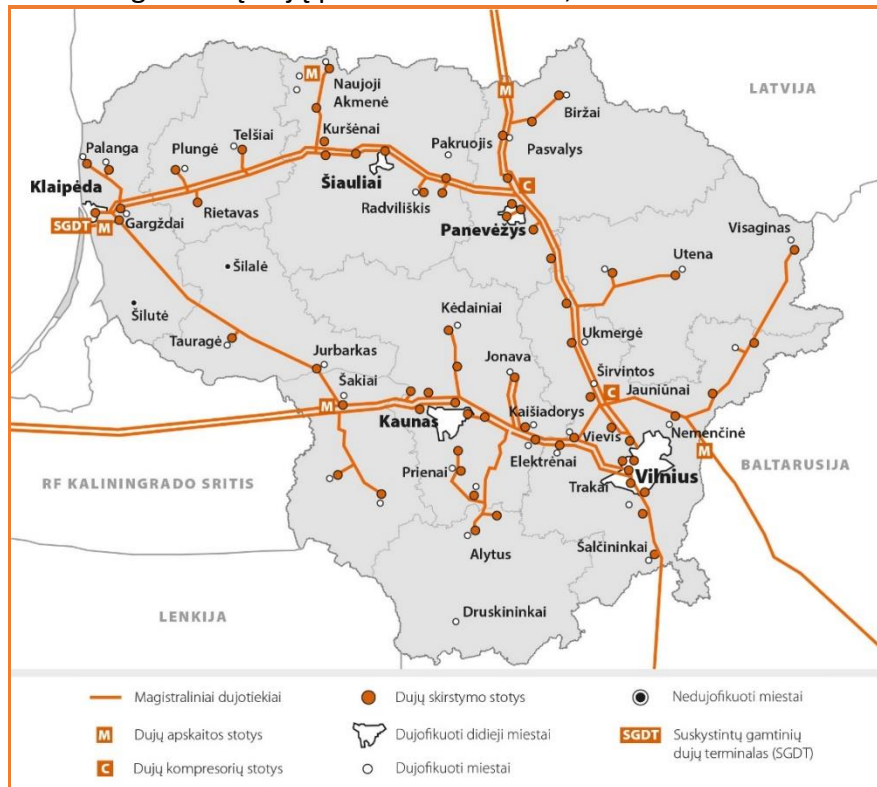 LATVIJA
Naujoji
Akmenė
M
M
Biržai
Telšiai
Kuršėnai
Palanga
Plungė
Pakruojis
Pasvalys
Klaipėda
Šiauliai
C
Rietavas
Radviliškis
SGDT
M
Gargždai
Panevėžys
Visaginas
Utena
Šilalė
Šilutė
Kėdainiai
Tauragė
Ukmergė
Jurbarkas
Jonava
Širvintos
Šakiai
C
Jauniūnai
M
Kaišiadorys
Kaunas
Vievis
Nemenčinė
M
Elektrėnai
Prienai
BALTARUSIJA
RF KALININGRADO SRITIS
Vilnius
Trakai
Alytus
Šalčininkai
LENKIJA
Druskininkai
Magistraliniai dujotiekiai
Dujų skirstymo stotys
Nedujofikuoti miestai
M Dujų apskaitos stotys
Dujofikuoti didieji miestai
SGDT Suskystintų gamtinių
dujų terminalas (SGDT)
C Dujų kompresorių stotys
Dujofikuoti miestai